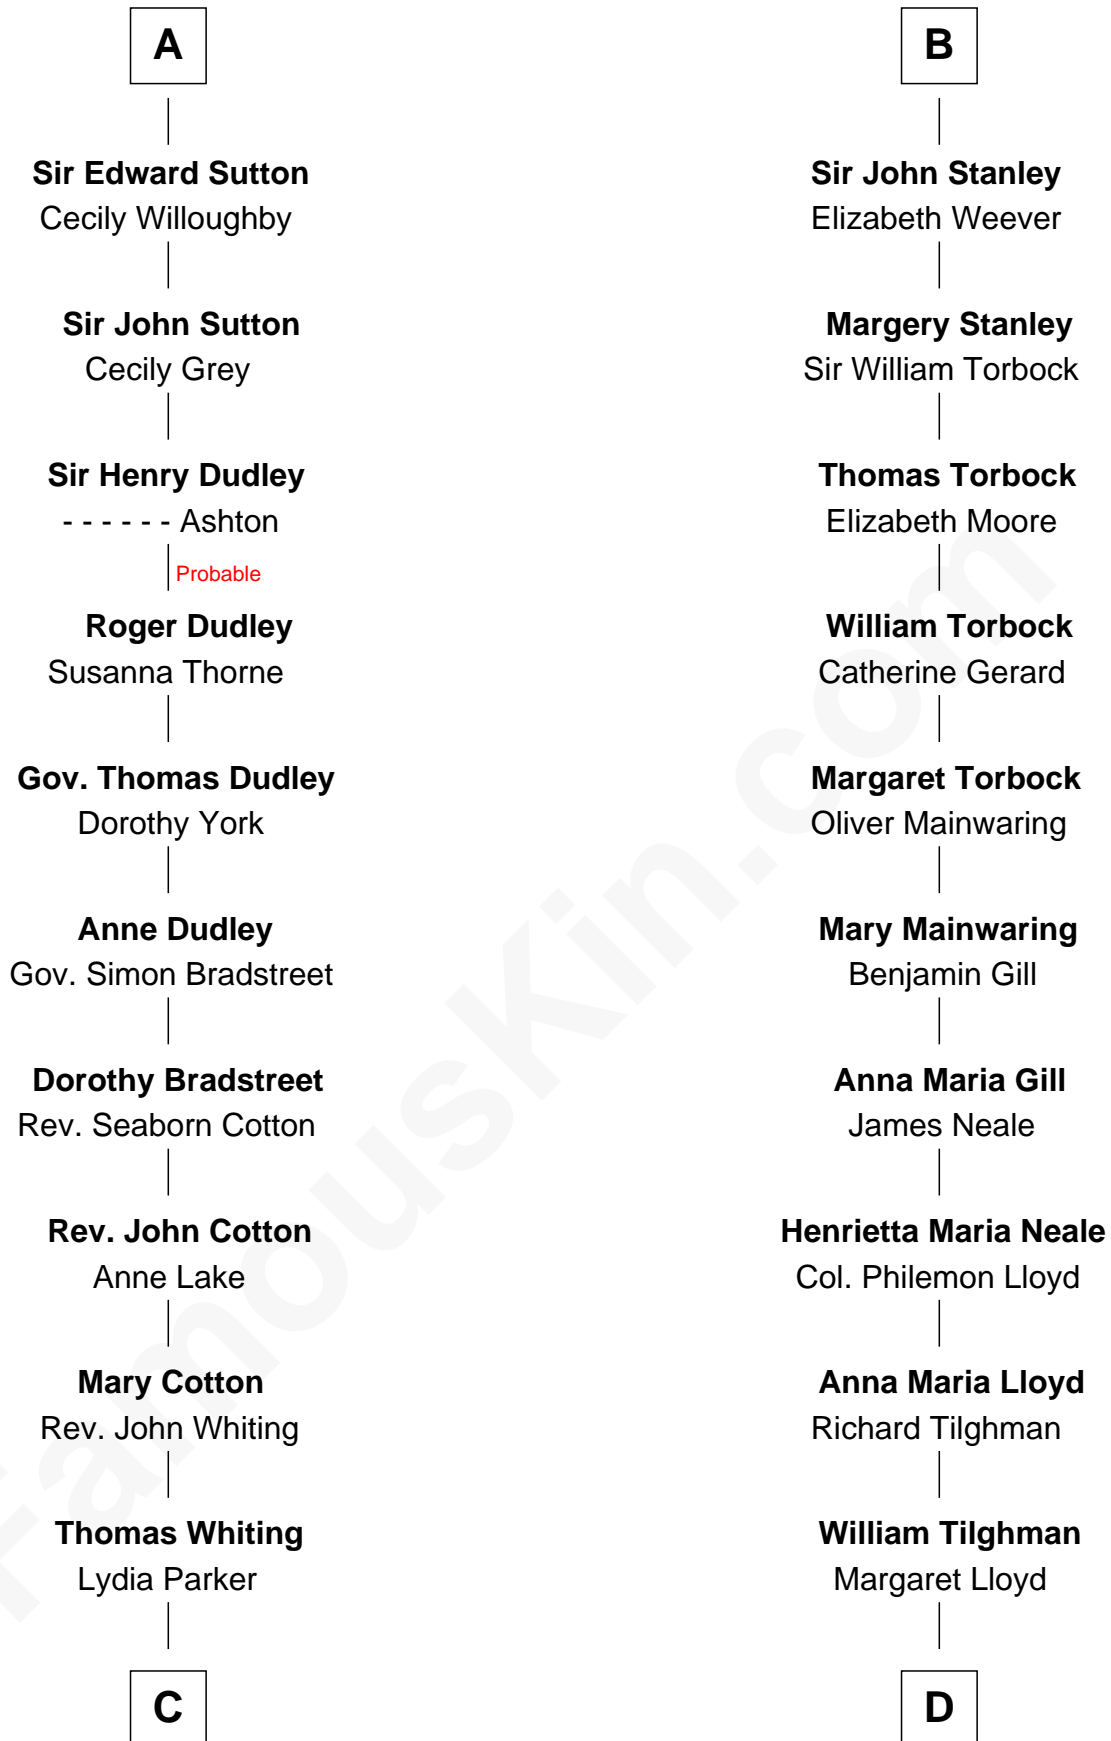 A
Sir Edward Sutton
Cecily Willoughby
Sir John Sutton
Cecily Grey
Sir Henry Dudley
- - - - - - Ashton
Probable
Roger Dudley
Susanna Thorne
Gov. Thomas Dudley
Dorothy York
Anne Dudley
Gov. Simon Bradstreet
Dorothy Bradstreet
Rev. Seaborn Cotton
Rev. John Cotton
Anne Lake
Mary Cotton
Rev. John Whiting
Thomas Whiting
Lydia Parker
C
B
Sir John Stanley
Elizabeth Weever
Margery Stanley
Sir William Torbock
Thomas Torbock
Elizabeth Moore
William Torbock
Catherine Gerard
Margaret Torbock
Oliver Mainwaring
Mary Mainwaring
Benjamin Gill
Anna Maria Gill
James Neale
Henrietta Maria Neale
Col. Philemon Lloyd
Anna Maria Lloyd
Richard Tilghman
William Tilghman
Margaret Lloyd
D
FamousKin.com